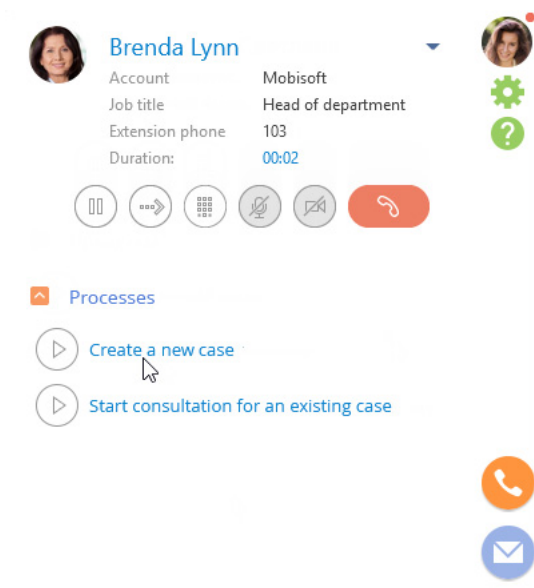 Brenda Lynn
Account Mobisoft
Job title Head of department
Extension phone 103
Duration: 00:02
?
Processes
Create a new case
Start consultation for an existing case